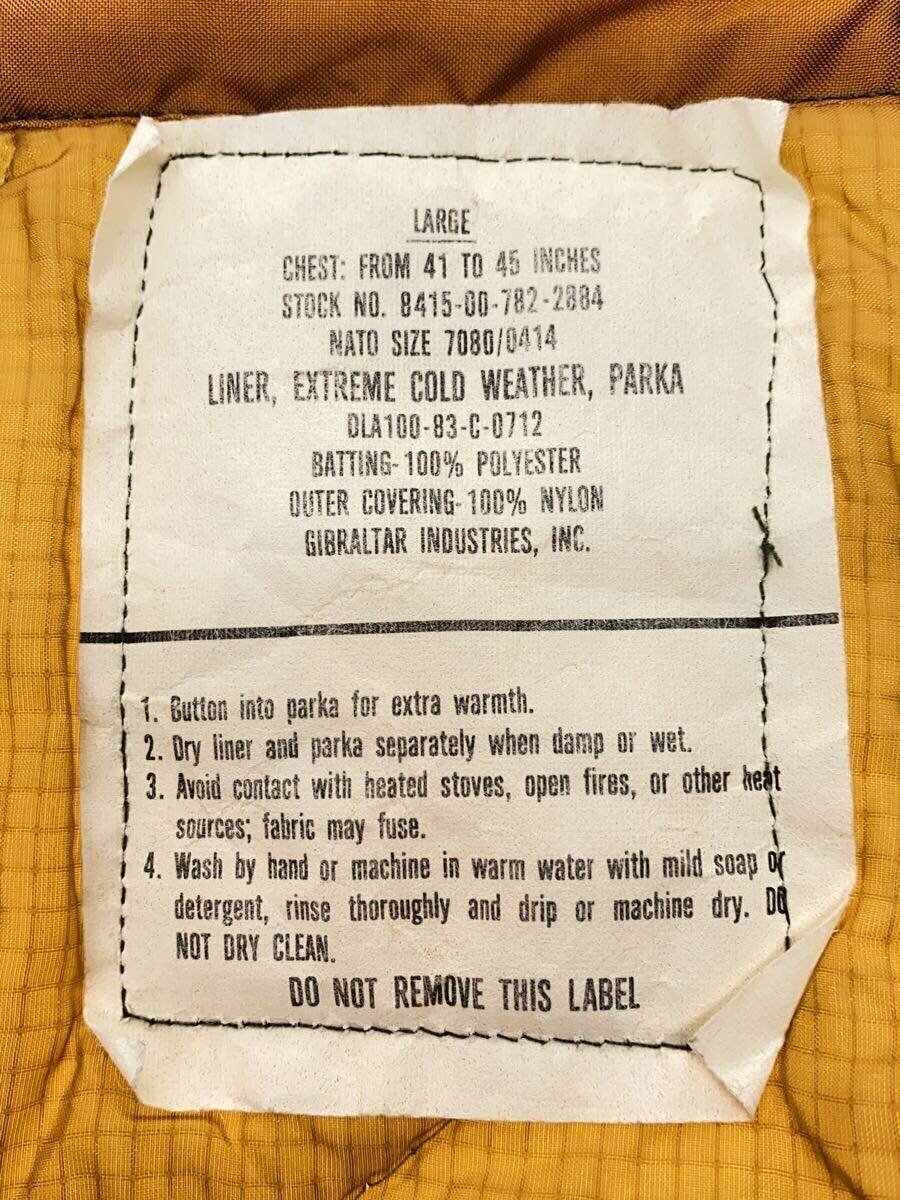 LARGE
CHEST: FROM 41 TO 45 INCHES
STOCK NO. 8415-00-782-2884
NATO SIZE 7080/0414
LINER, EXTREME COLD WEATHER, PARKA
DLA100-83-C-0712
BATTING-100% POLYESTER
OUTER COVERING-100% NYLON
GIBRALTAR INDUSTRIES, INC.
1. Button into parka for extra warmth.
2. Dry liner and parka separately when damp or wet.
3. Avoid contact with heated stoves, open fires, or other heat
sources; fabric may fuse.
4. Wash by hand or machine in warm water with mild soap or
detergent, rinse thoroughly and drip or machine dry. DO
NOT DRY CLEAN.
DO NOT REMOVE THIS LABEL